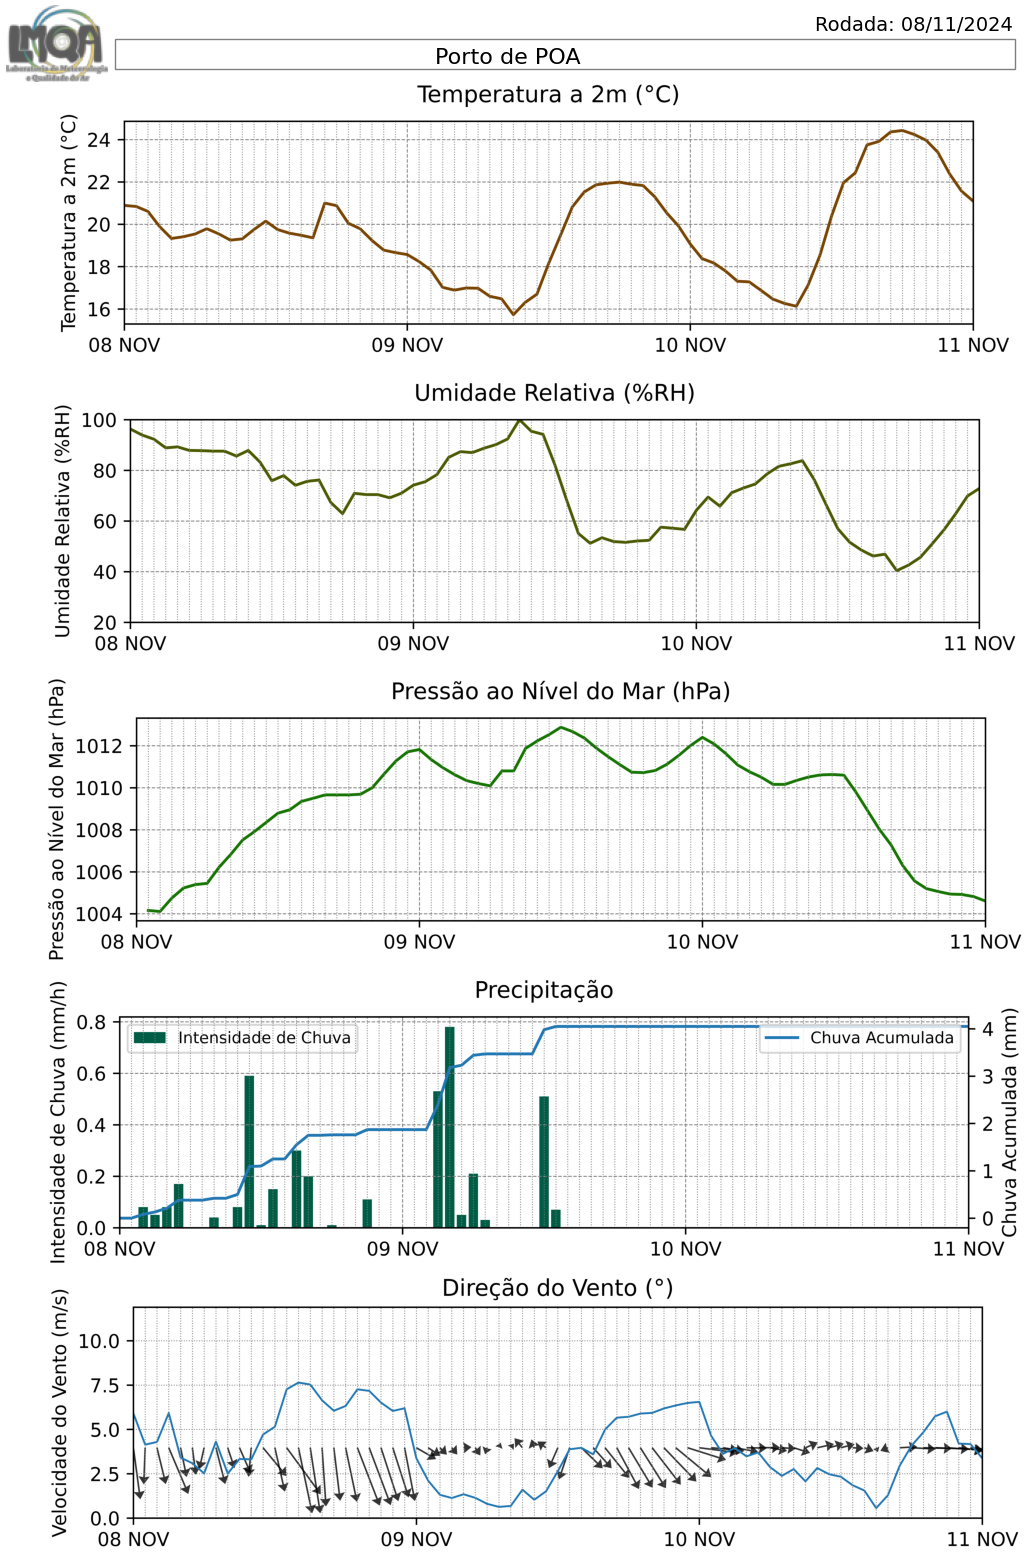 LMQA
Laboratório de Meteorologia
e Qualidade do Ar
Rodada: 08/11/2024
Porto de POA
Temperatura a 2m (°C)
Temperatura a 2m (°C)
24
22
20
18
16
08 NOV 09 NOV 10 NOV 11 NOV
Umidade Relativa (%RH)
Umidade Relativa (%RH)
100
80
60
40
20
08 NOV 09 NOV 10 NOV 11 NOV
Pressão ao Nível do Mar (hPa)
Pressão ao Nível do Mar (hPa)
1012
1010
1008
1006
1004
08 NOV 09 NOV 10 NOV 11 NOV
Precipitação
Intensidade de Chuva (mm/h)
0.8
0.6
0.4
0.2
0.0
Intensidade de Chuva
Chuva Acumulada
4
3
2
1
0
Chuva Acumulada (mm)
08 NOV 09 NOV 10 NOV 11 NOV
Direção do Vento (°)
Velocidade do Vento (m/s)
10.0
7.5
5.0
2.5
0.0
08 NOV 09 NOV 10 NOV 11 NOV